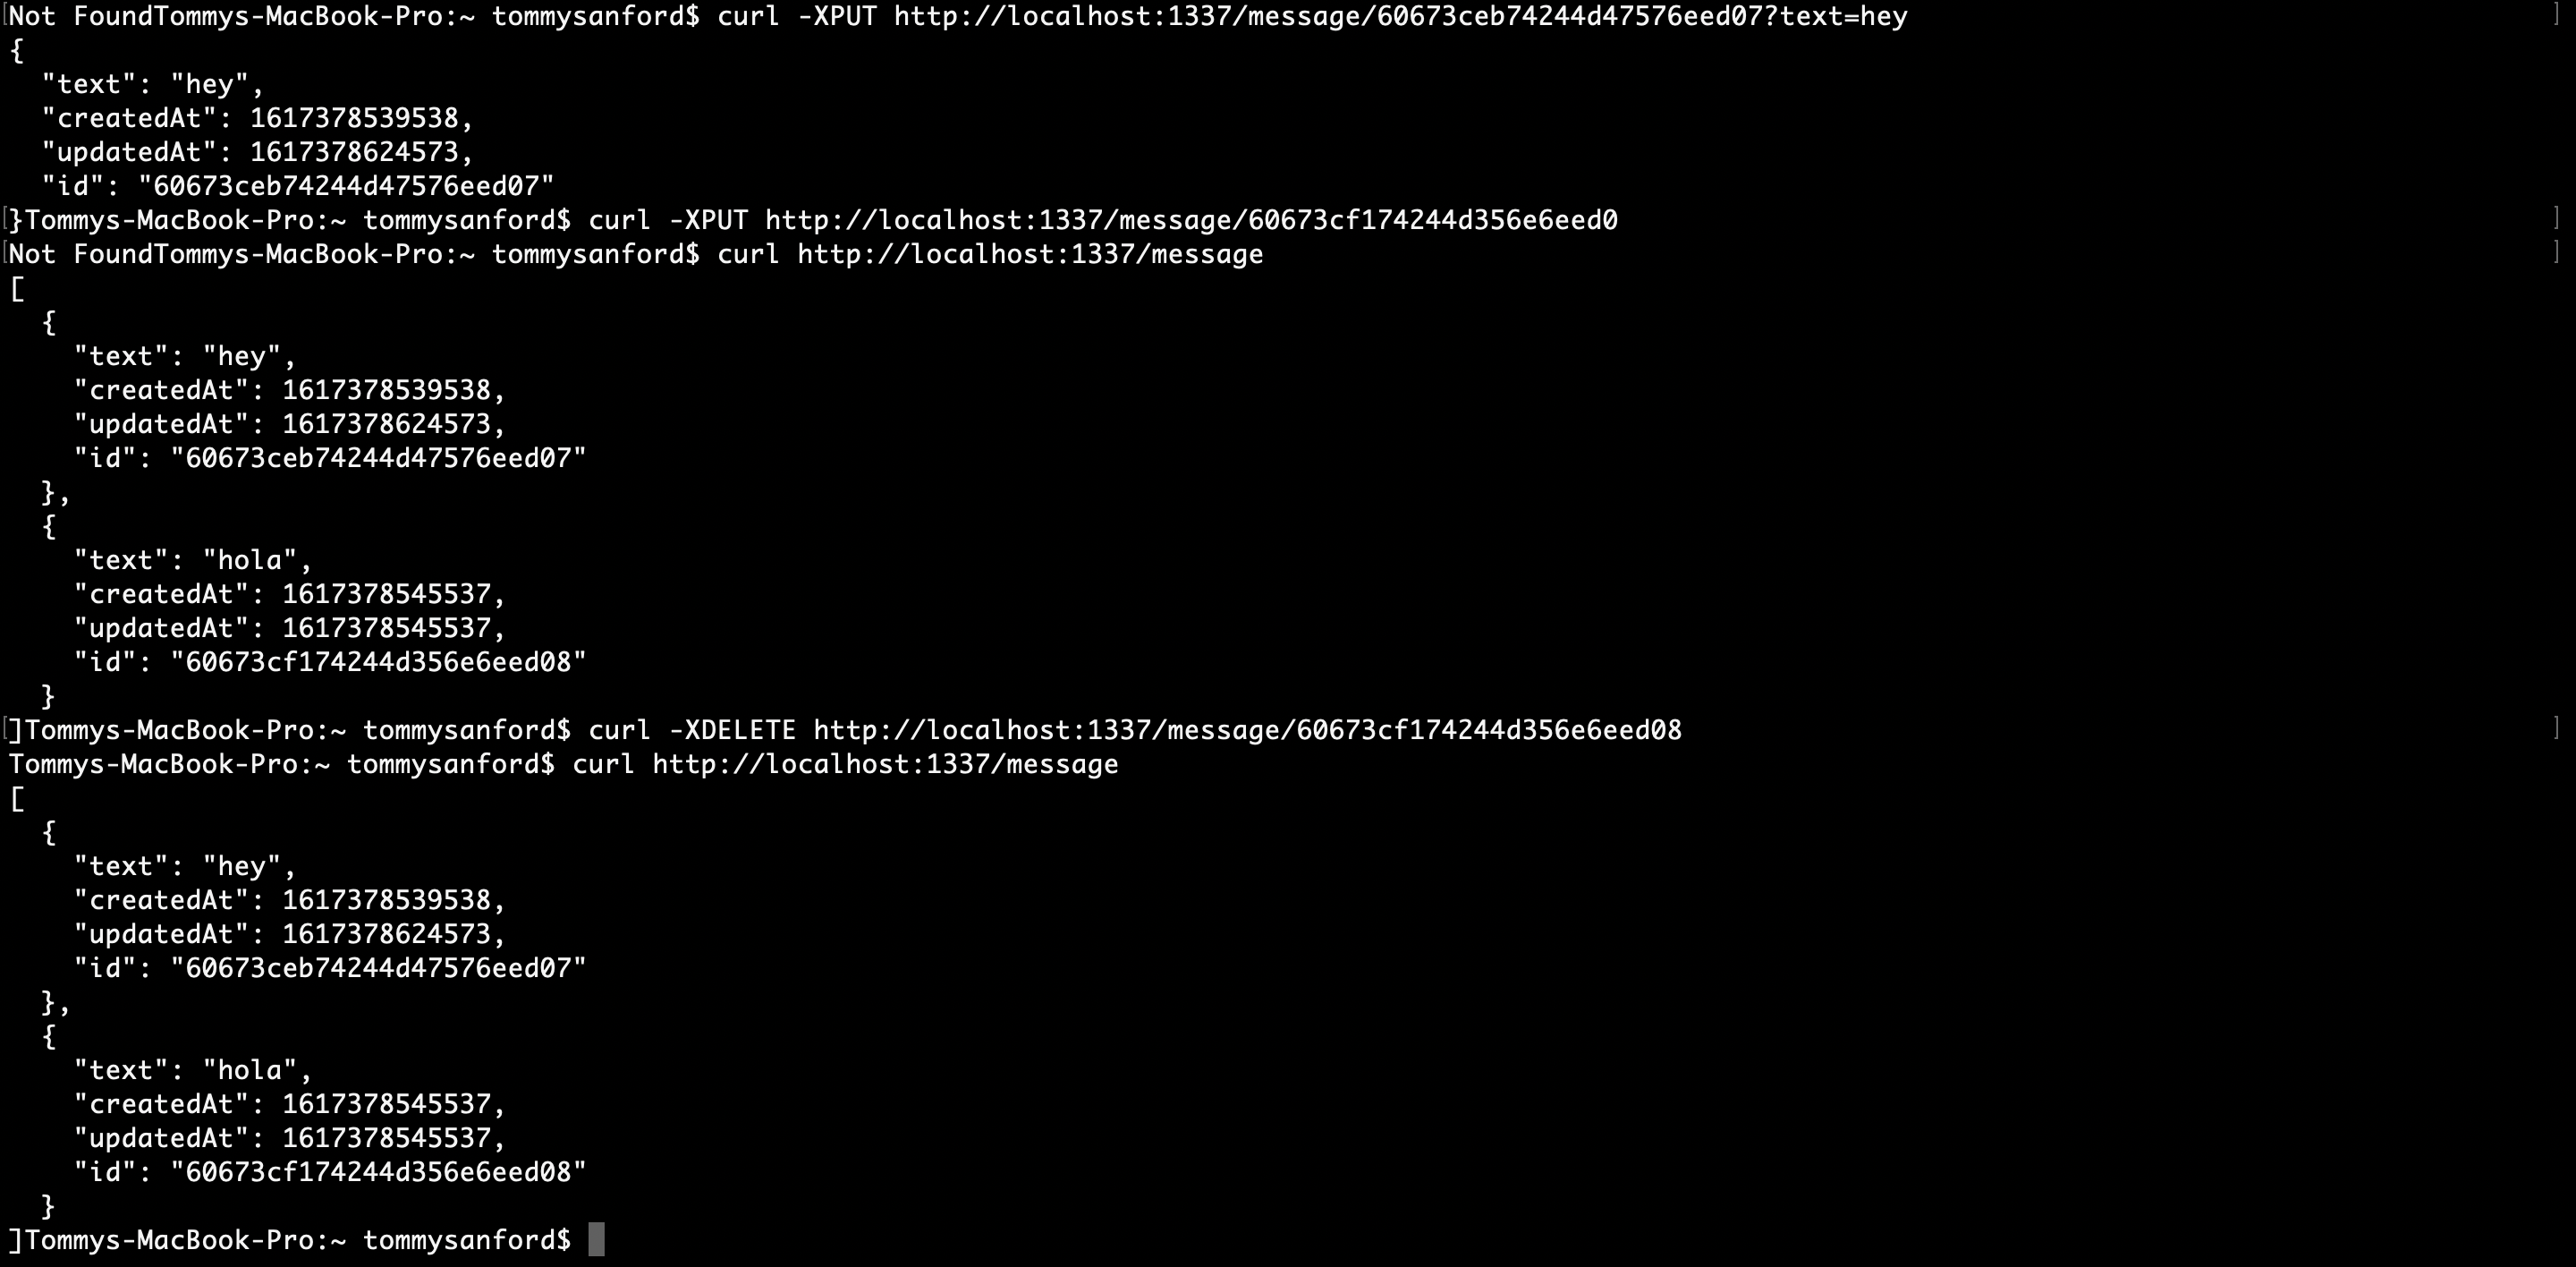 [Not FoundTommys-MacBook-Pro:~ tommysanford$ curl -XPUT http://localhost:1337/message/60673ceb74244d47576eed07?text=hey ]
{
  "text": "hey",
  "createdAt": 1617378539538,
  "updatedAt": 1617378624573,
  "id": "60673ceb74244d47576eed07"
[}Tommys-MacBook-Pro:~ tommysanford$ curl -XPUT http://localhost:1337/message/60673cf174244d356e6eed0 ]
[Not FoundTommys-MacBook-Pro:~ tommysanford$ curl http://localhost:1337/message ]
[
  {
    "text": "hey",
    "createdAt": 1617378539538,
    "updatedAt": 1617378624573,
    "id": "60673ceb74244d47576eed07"
  },
  {
    "text": "hola",
    "createdAt": 1617378545537,
    "updatedAt": 1617378545537,
    "id": "60673cf174244d356e6eed08"
  }
[]Tommys-MacBook-Pro:~ tommysanford$ curl -XDELETE http://localhost:1337/message/60673cf174244d356e6eed08 ]
Tommys-MacBook-Pro:~ tommysanford$ curl http://localhost:1337/message
[
  {
    "text": "hey",
    "createdAt": 1617378539538,
    "updatedAt": 1617378624573,
    "id": "60673ceb74244d47576eed07"
  },
  {
    "text": "hola",
    "createdAt": 1617378545537,
    "updatedAt": 1617378545537,
    "id": "60673cf174244d356e6eed08"
  }
]Tommys-MacBook-Pro:~ tommysanford$